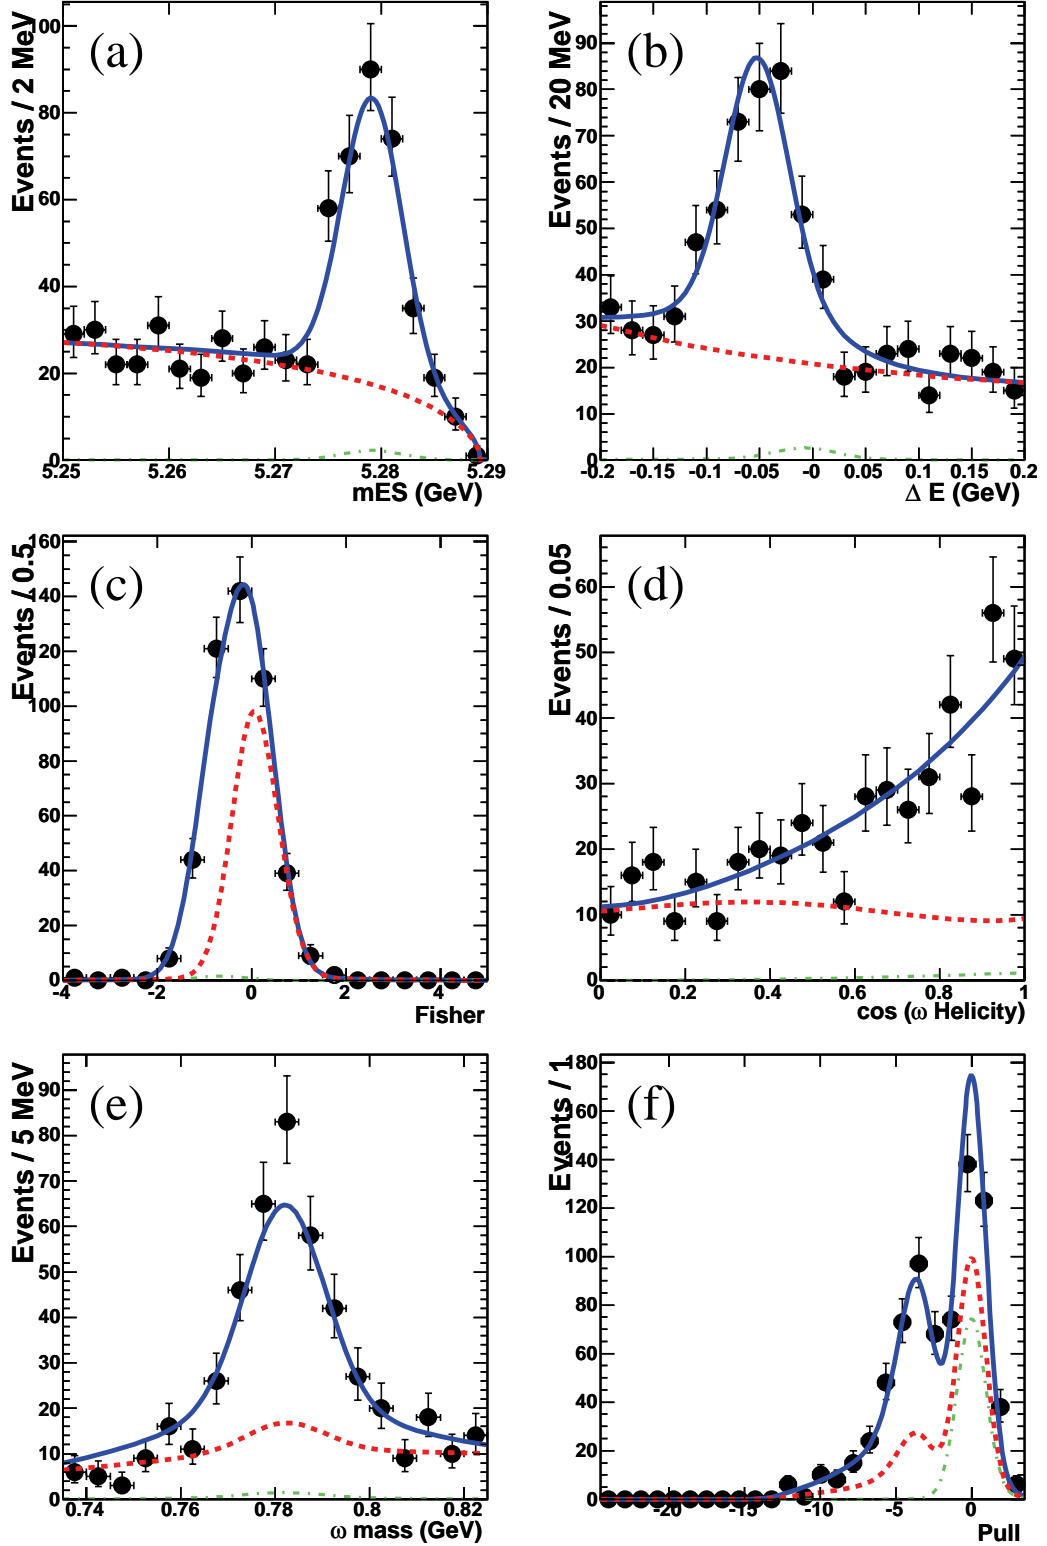 (a)
Events / 2 MeV
100
80
60
40
20
0
5.25 5.26 5.27 5.28 5.29
mES (GeV)
(b)
Events / 20 MeV
90
80
70
60
50
40
30
20
10
0
-0.2 -0.15 -0.1 -0.05 -0 0.05 0.1 0.15 0.2
Δ E (GeV)
(c)
Events / 0.5
160
140
120
100
80
60
40
20
0
-4 -2 0 2 4
Fisher
(d)
Events / 0.05
60
50
40
30
20
10
0
0 0.2 0.4 0.6 0.8 1
cos (ω Helicity)
(e)
Events / 5 MeV
90
80
70
60
50
40
30
20
10
0
0.74 0.76 0.78 0.8 0.82
ω mass (GeV)
(f)
Events / 1
180
160
140
120
100
80
60
40
20
0
-20 -15 -10 -5 0
Pull